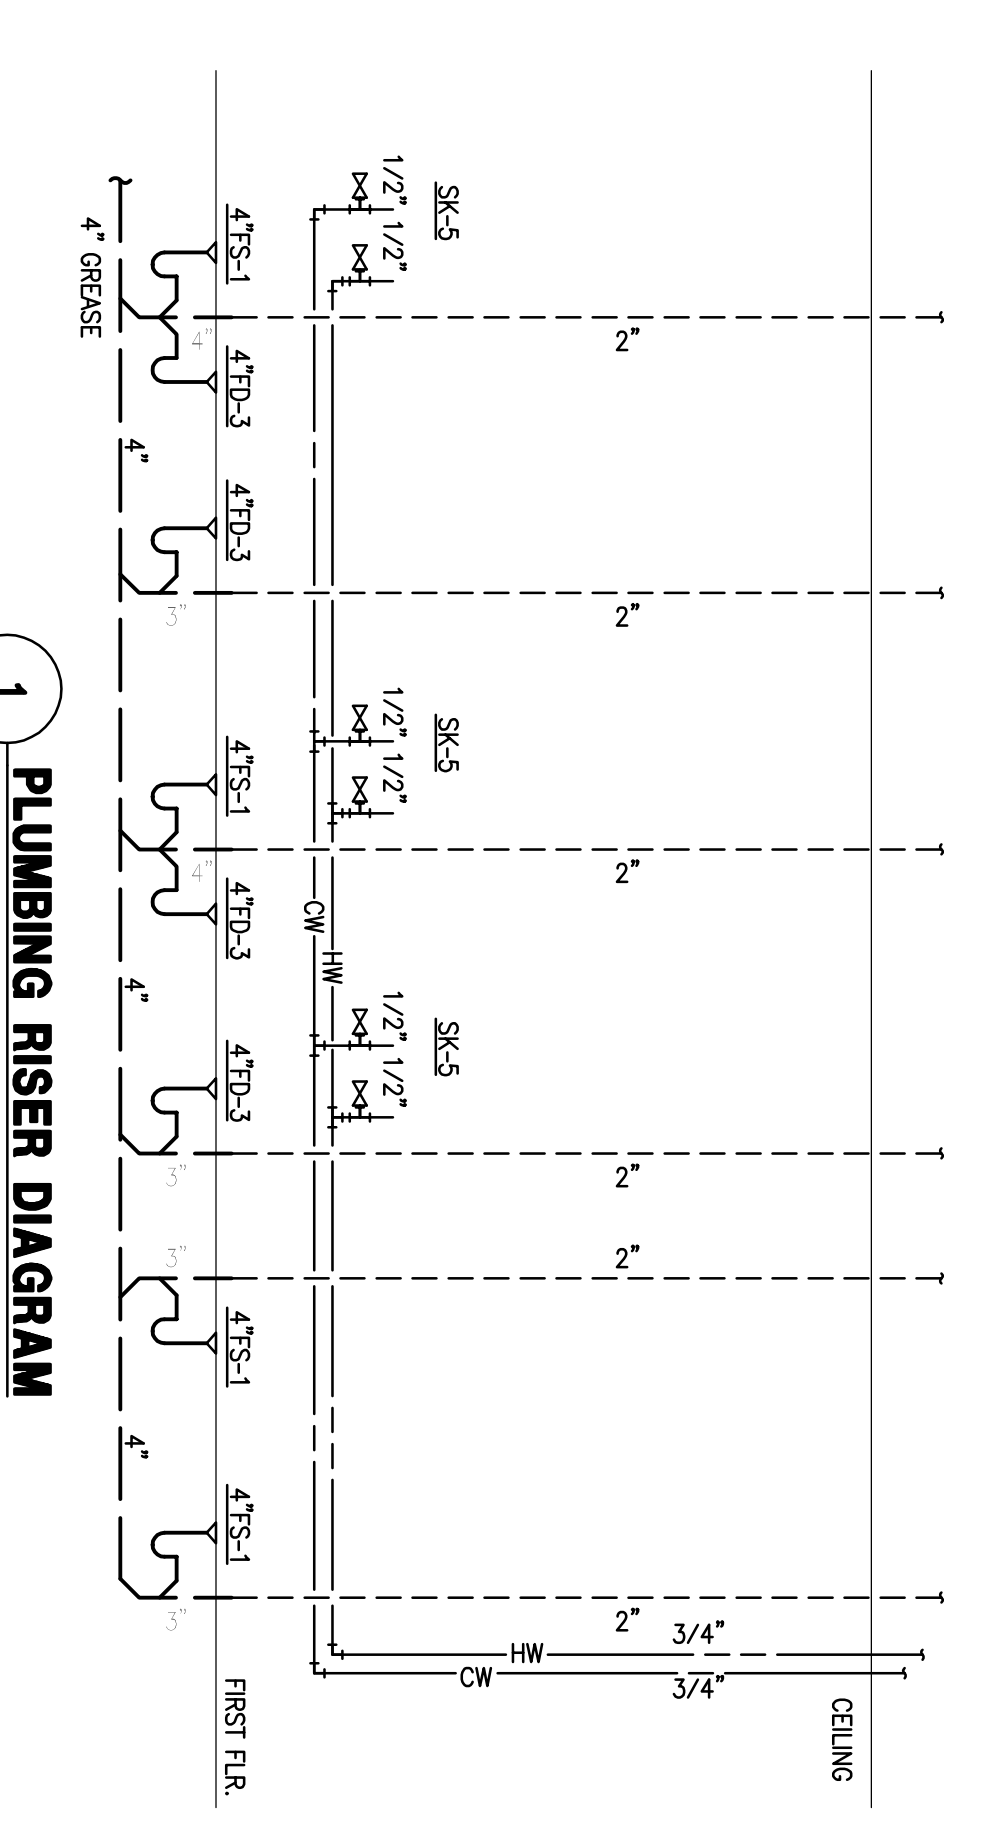 CEILING
3/4"
3/4"
2"
2"
2"
2"
2"
2"
HW
CW
SK-5
SK-5
SK-5
1/2"
1/2"
1/2"
1/2"
1/2"
1/2"
HW
CW
4"FS-1
4"FD-3
4"FD-3
4"FS-1
4"FD-3
4"FD-3
4"FS-1
4"FS-1
FIRST FLR.
4"
3"
4"
3"
3"
3"
4"
4"
4"
4" GREASE
1
PLUMBING RISER DIAGRAM